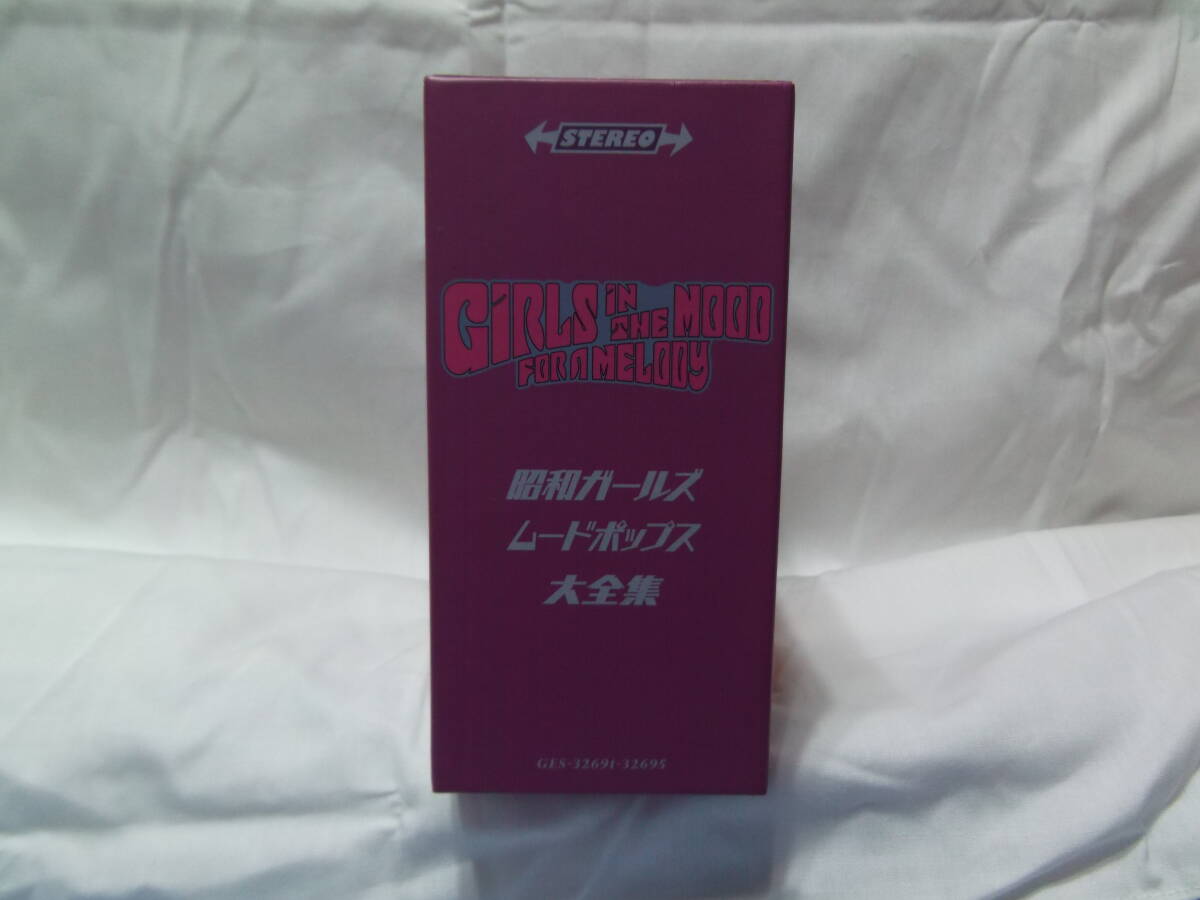 STEREO
GIRLS IN THE MOOD
FOR A MELODY
昭和ガールズ
ムードポップス
大全集
GES-32691-32695